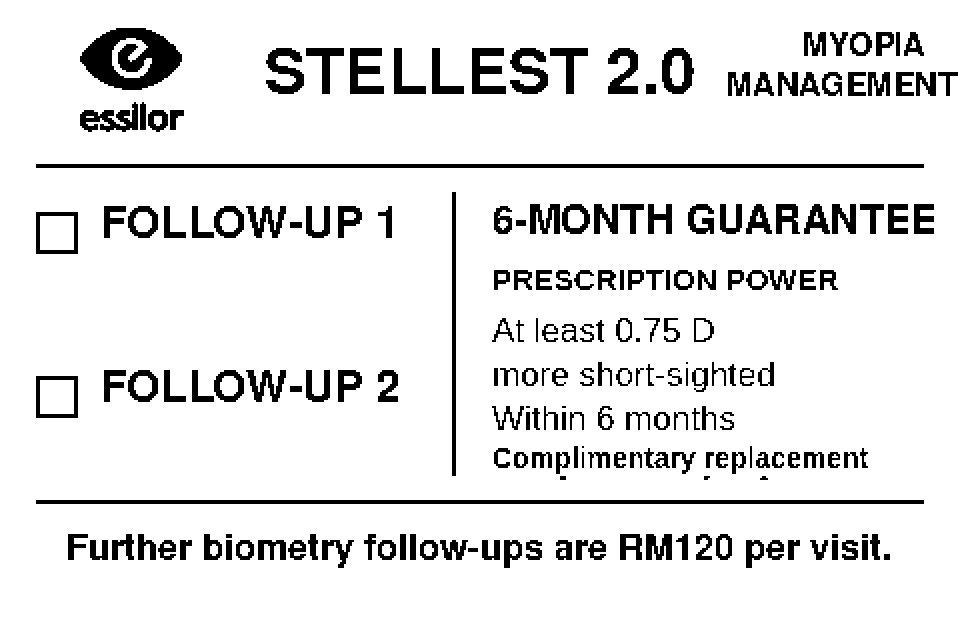 essilor
STELLEST 2.0
MYOPIA
MANAGEMENT
FOLLOW-UP 1
FOLLOW-UP 2
6-MONTH GUARANTEE
PRESCRIPTION POWER
At least 0.75 D
more short-sighted
Within 6 months
Complimentary replacement
Further biometry follow-ups are RM120 per visit.